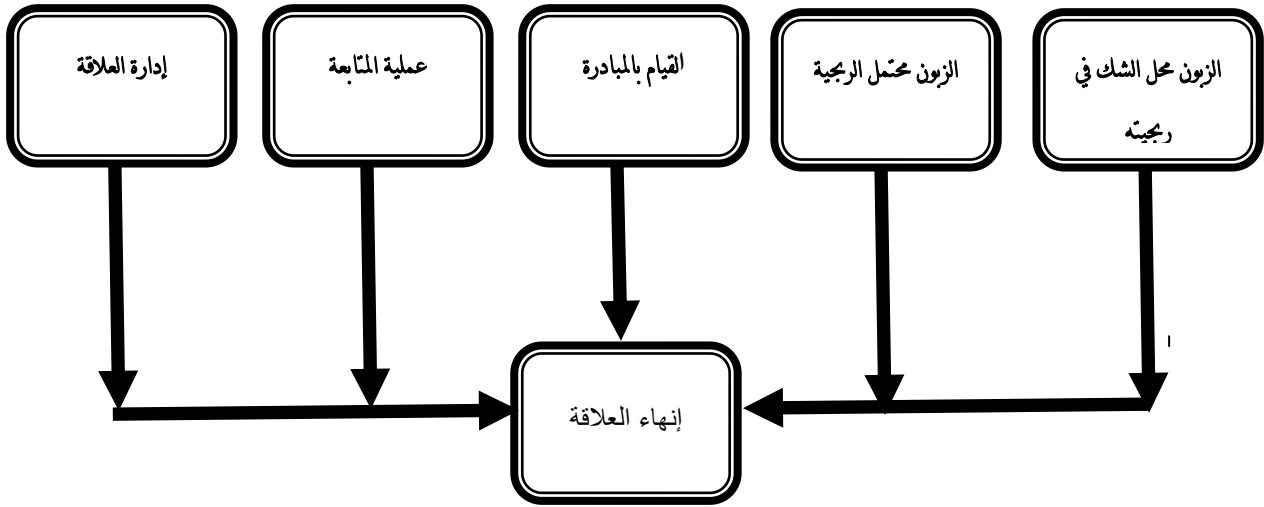 الزبون محل الشك في
ربحيته
الزبون محتمل الربحية
القيام بالمبادرة
عملية المتابعة
إدارة العلاقة
إنهاء العلاقة